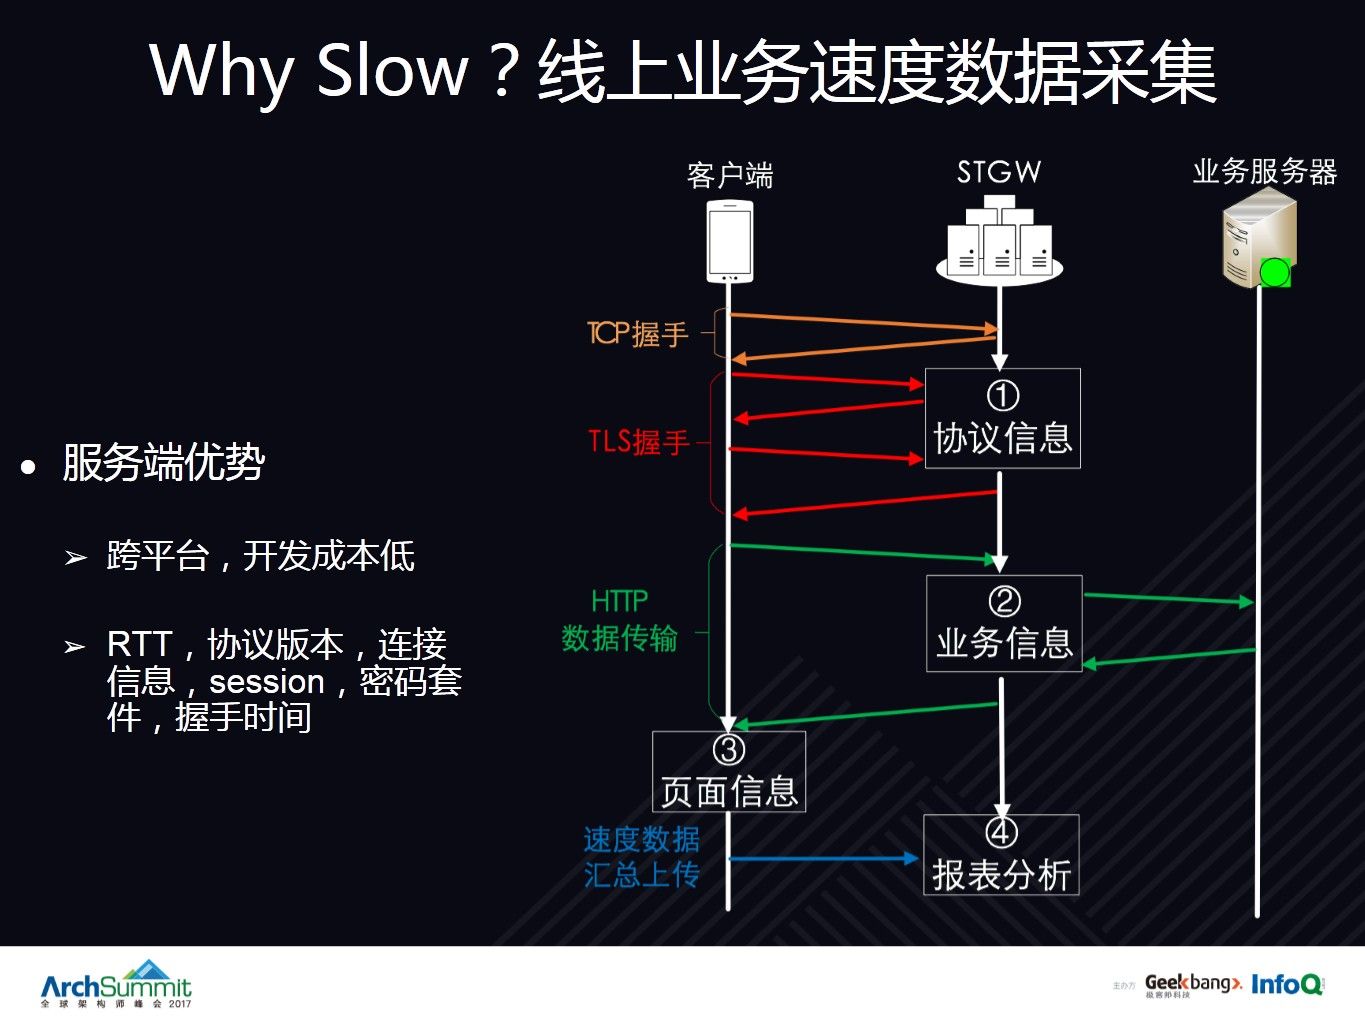 Why Slow？线上业务速度数据采集
客户端
STGW
业务服务器
TCP握手
①
协议信息
TLS握手
• 服务端优势
➢ 跨平台，开发成本低
HTTP
数据传输
②
业务信息
➢ RTT，协议版本，连接
信息，session，密码套
件，握手时间
③
页面信息
速度数据
汇总上传
④
报表分析
ArchSummit
全球架构师峰会 2017
主办方
Geekbang>.
极客邦科技
InfoQ